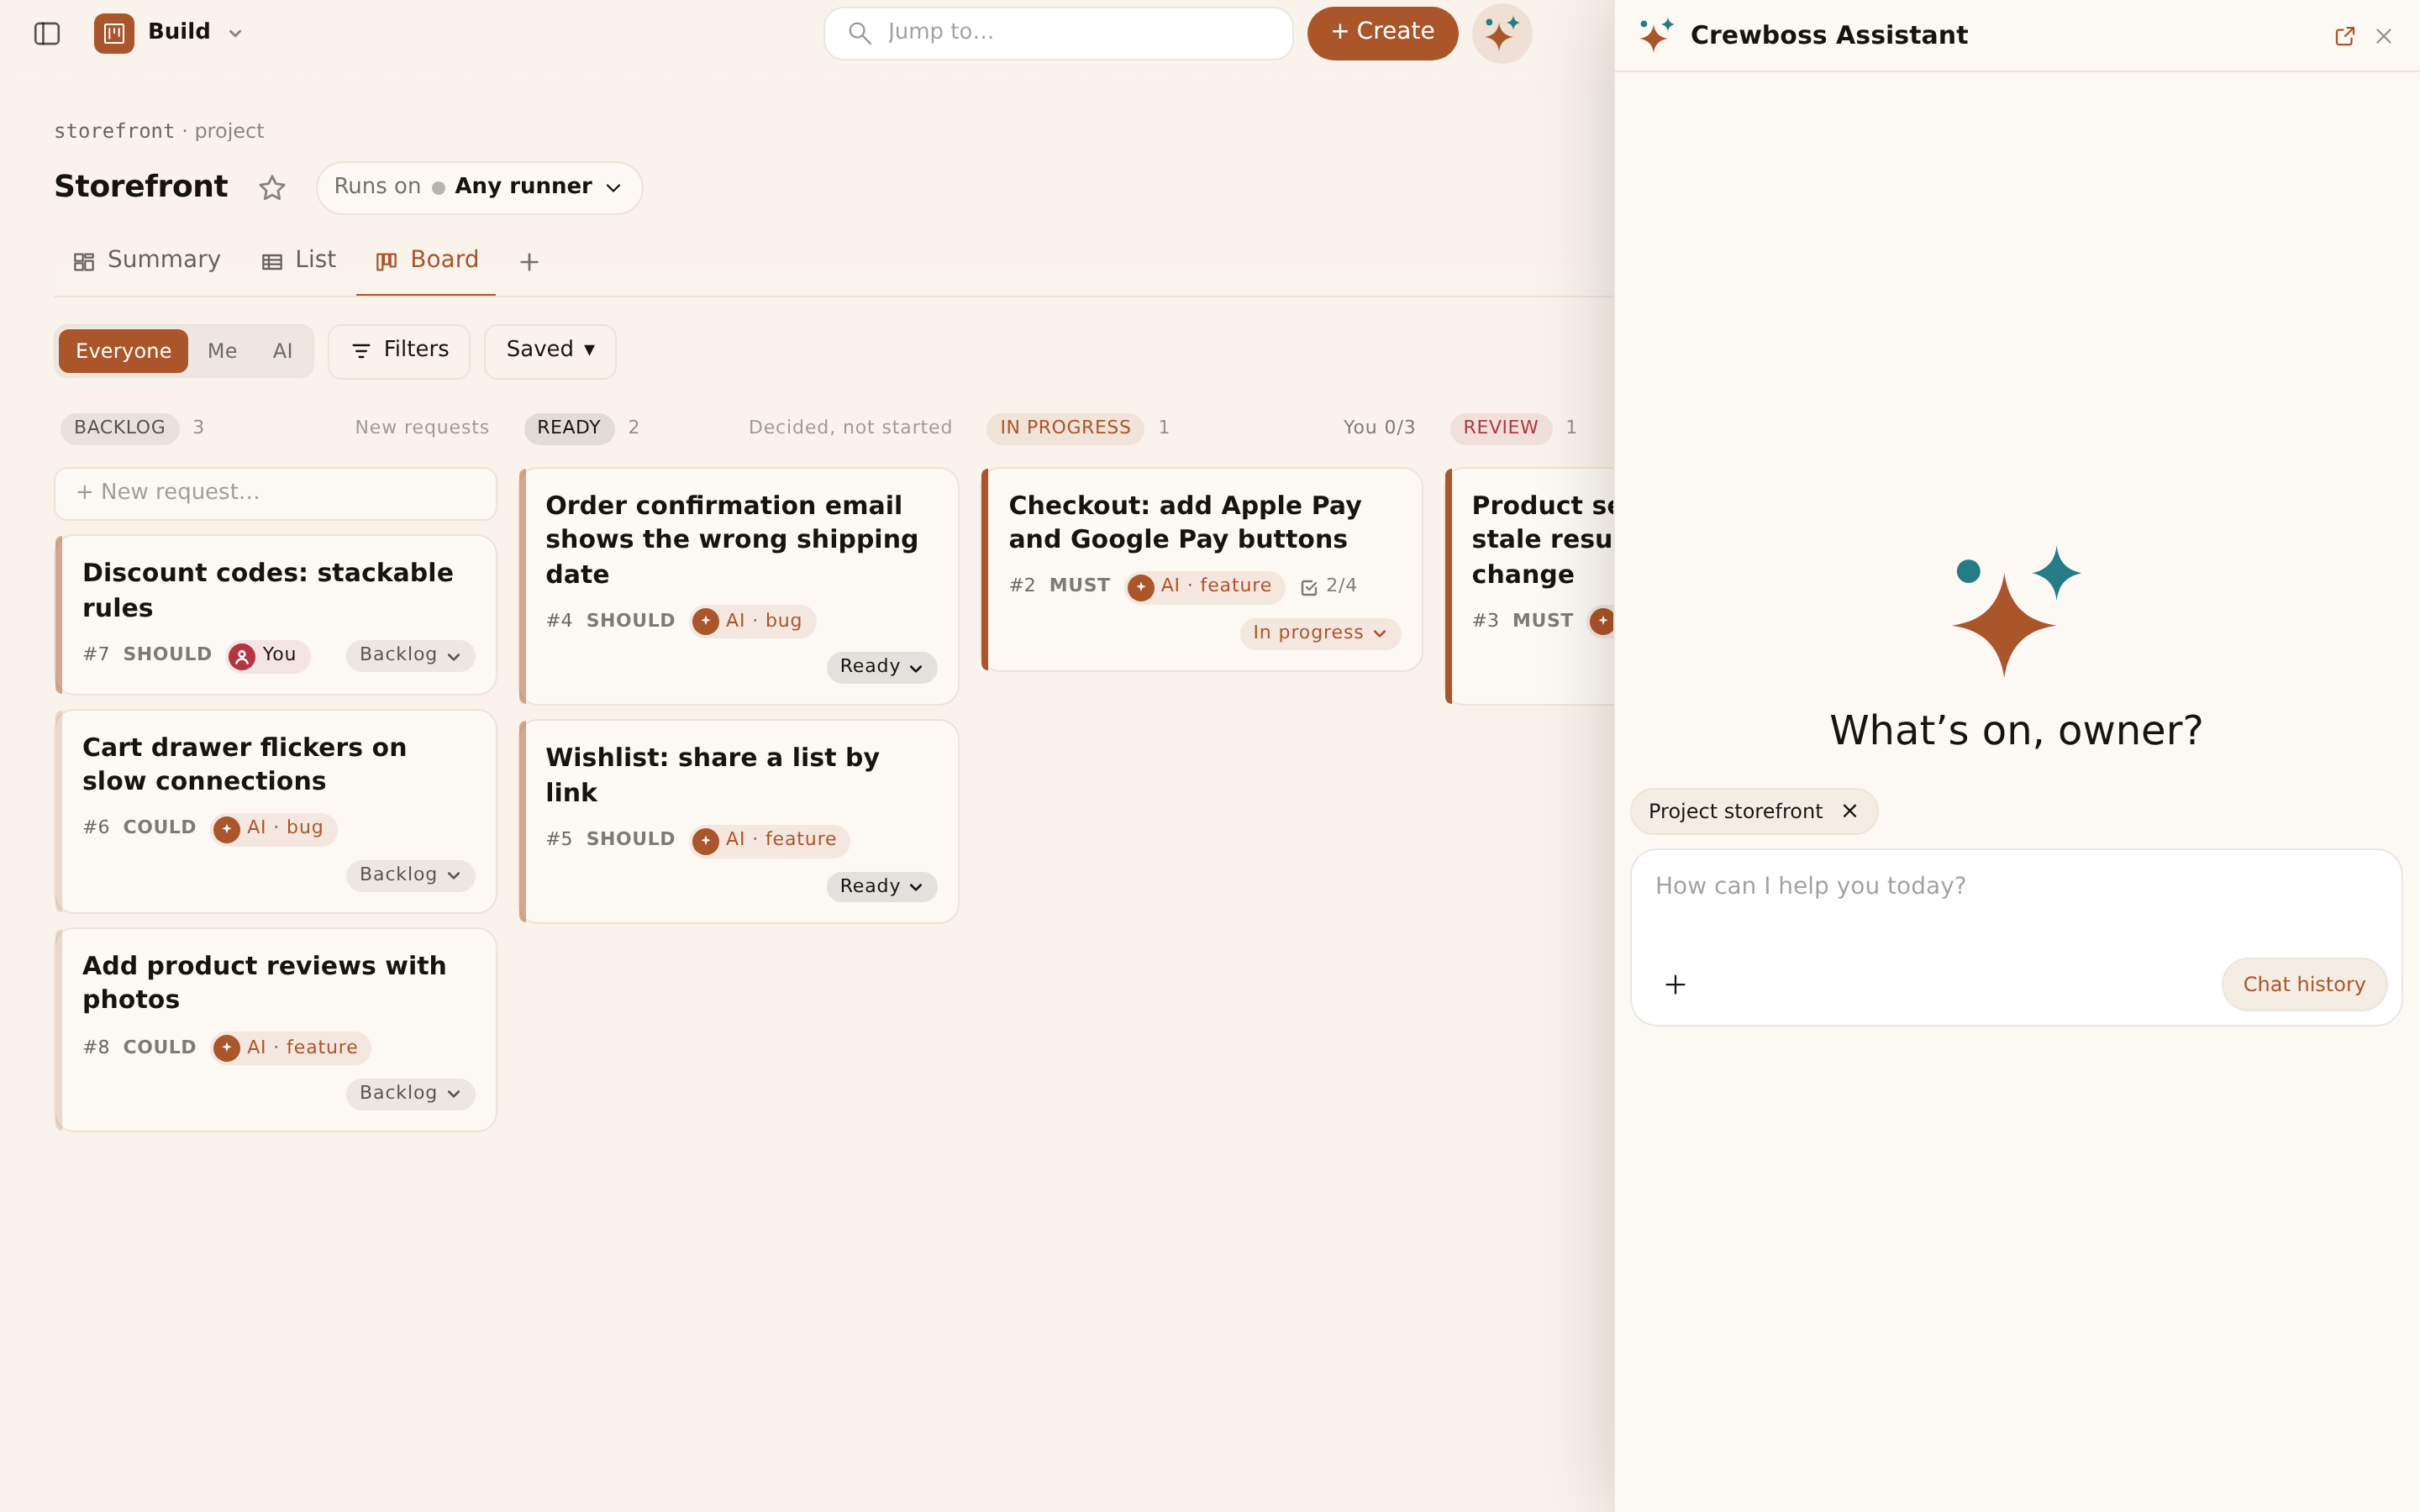 Build
Jump to...
+ Create
Crewboss Assistant
storefront · project
Storefront
Runs on Any runner
Summary
List
Board
Everyone
Me
AI
Filters
Saved ▾
BACKLOG 3 New requests
+ New request...
Discount codes: stackable
rules
#7 SHOULD You Backlog
Cart drawer flickers on
slow connections
#6 COULD AI · bug
Backlog
Add product reviews with
photos
#8 COULD AI · feature
Backlog
READY 2 Decided, not started
Order confirmation email
shows the wrong shipping
date
#4 SHOULD AI · bug
Ready
Wishlist: share a list by
link
#5 SHOULD AI · feature
Ready
IN PROGRESS 1 You 0/3
Checkout: add Apple Pay
and Google Pay buttons
#2 MUST AI · feature 2/4
In progress
REVIEW 1
Product
stale
change
#3 MUST
What’s on, owner?
Project storefront
How can I help you today?
Chat history